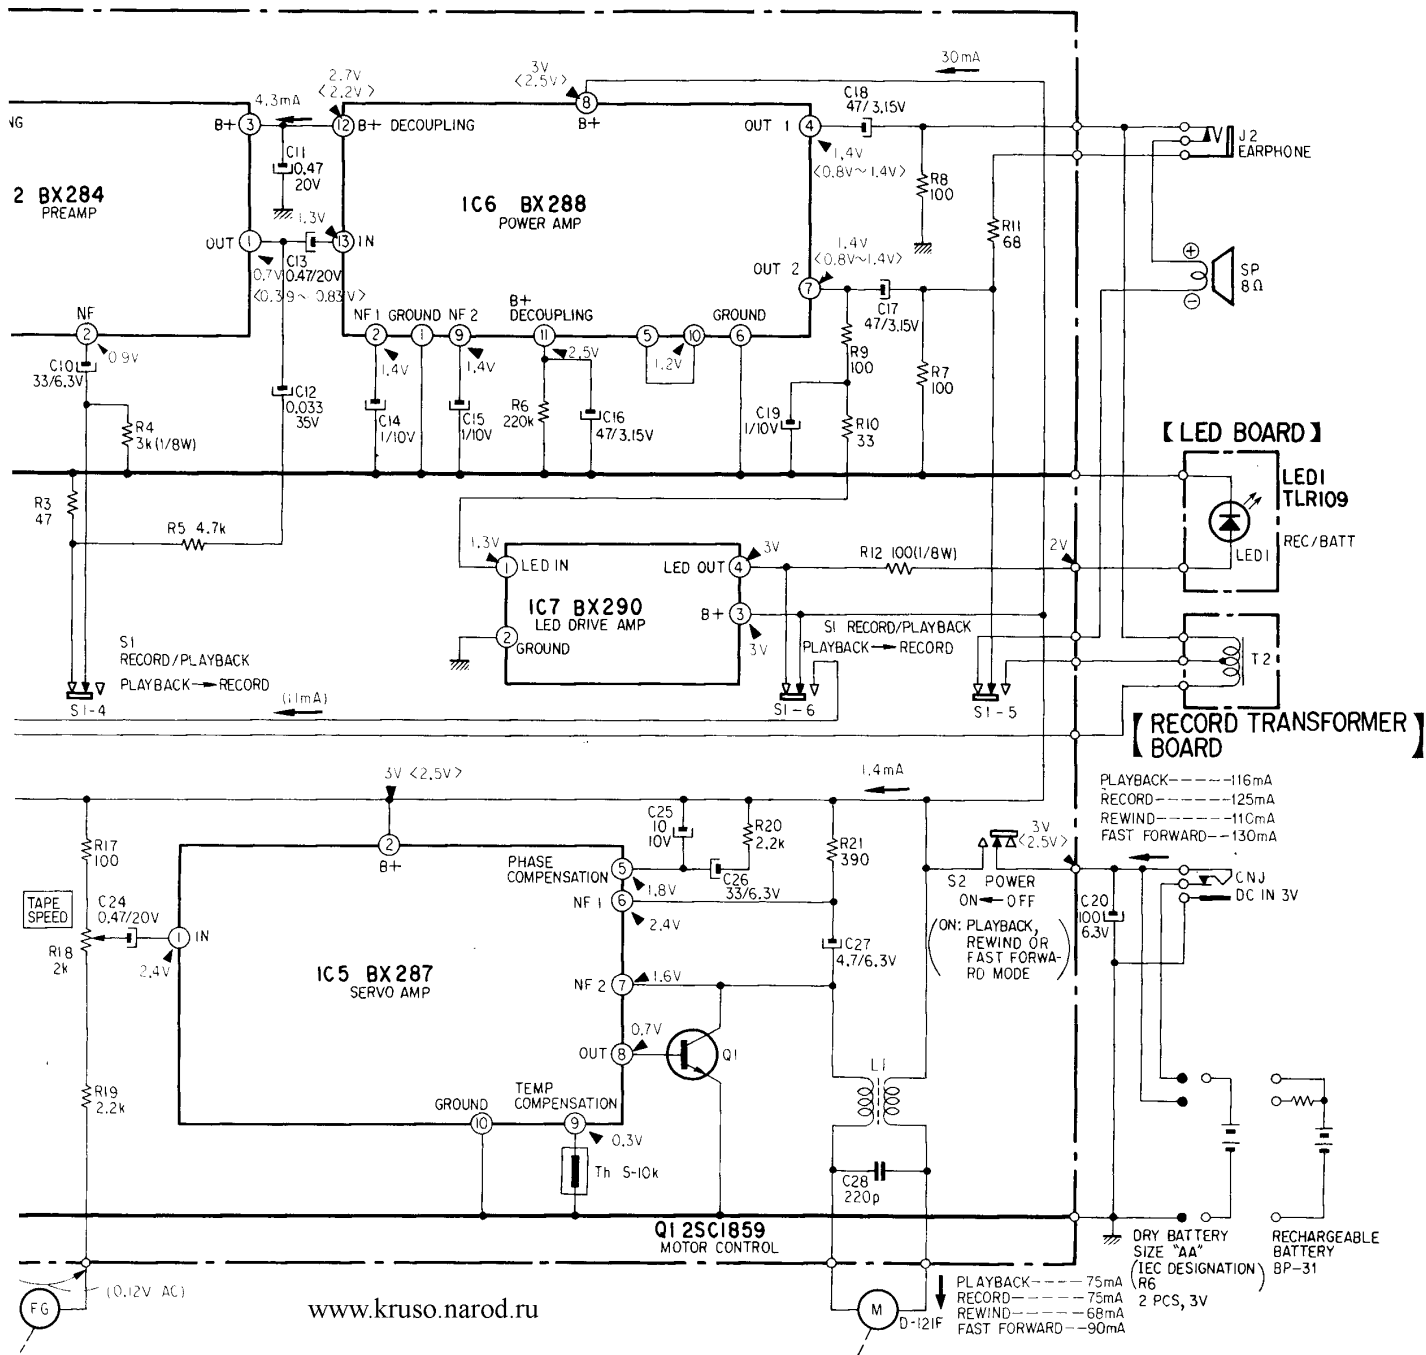 30mA
3V
<2.5V>
2.7V
<2.2V>
4.3mA
NG
B+ 3
12 B+ DECOUPLING
8
B+
OUT 1 4
C18
47/3.15V
J2
EARPHONE
C11
0.47
20V
1.4V
<0.8V~1.4V>
R8
100
2 BX284
PREAMP
IC6 BX288
POWER AMP
R11
68
1.3V
OUT 1
13 IN
C13
0.47/20V
0.7V
<0.39~0.83V>
1.4V
<0.8V~1.4V>
OUT 2
7
C17
47/3.15V
SP
8Ω
NF
2
0.9V
C10
33/6.3V
NF1 GROUND NF2
B+
DECOUPLING
GROUND
2 1 9 11 5 10 6
1.4V
1.4V
2.5V
1.2V
R9
100
R7
100
C12
0.033
35V
R4
3k(1/8W)
C14
1/10V
C15
1/10V
R6
220k
C16
47/3.15V
C19
1/10V
R10
33
【LED BOARD】
LED1
TLR109
LED1
REC/BATT
R3
47
R5 4.7k
1.3V
1 LED IN
LED OUT 4
3V
R12 100(1/8W)
2V
IC7 BX290
LED DRIVE AMP
B+ 3
3V
2
GROUND
S1 RECORD/PLAYBACK
PLAYBACK→RECORD
S1
RECORD/PLAYBACK
PLAYBACK→RECORD
S1-4
(11mA)
S1-6
S1-5
T2
【RECORD TRANSFORMER
BOARD】
3V <2.5V>
1.4mA
PLAYBACK------116mA
RECORD------125mA
REWIND------110mA
FAST FORWARD--130mA
R17
100
2
B+
C25
10
10V
R20
2.2k
R21
390
PHASE
COMPENSATION
5
1.8V
C26
33/6.3V
S2 POWER
ON←OFF
3V
<2.5V>
CNJ
DC IN 3V
C20
100
6.3V
(ON: PLAYBACK,
REWIND OR
FAST FORWA-
RD MODE)
TAPE
SPEED
C24
0.47/20V
1 IN
R18
2k
2.4V
NF 1 6
2.4V
C27
4.7/6.3V
IC5 BX287
SERVO AMP
NF 2 7
1.6V
OUT 8
0.7V
Q1
L1
R19
2.2k
GROUND
10
TEMP
COMPENSATION
9
0.3V
Th S-10k
C28
220p
Q1 2SC1859
MOTOR CONTROL
DRY BATTERY
SIZE "AA"
(IEC DESIGNATION)
R6
2 PCS, 3V
RECHARGEABLE
BATTERY
BP-31
(0.12V AC)
FG
www.kruso.narod.ru
M
D-121F
PLAYBACK----75mA
RECORD------75mA
REWIND------68mA
FAST FORWARD--90mA